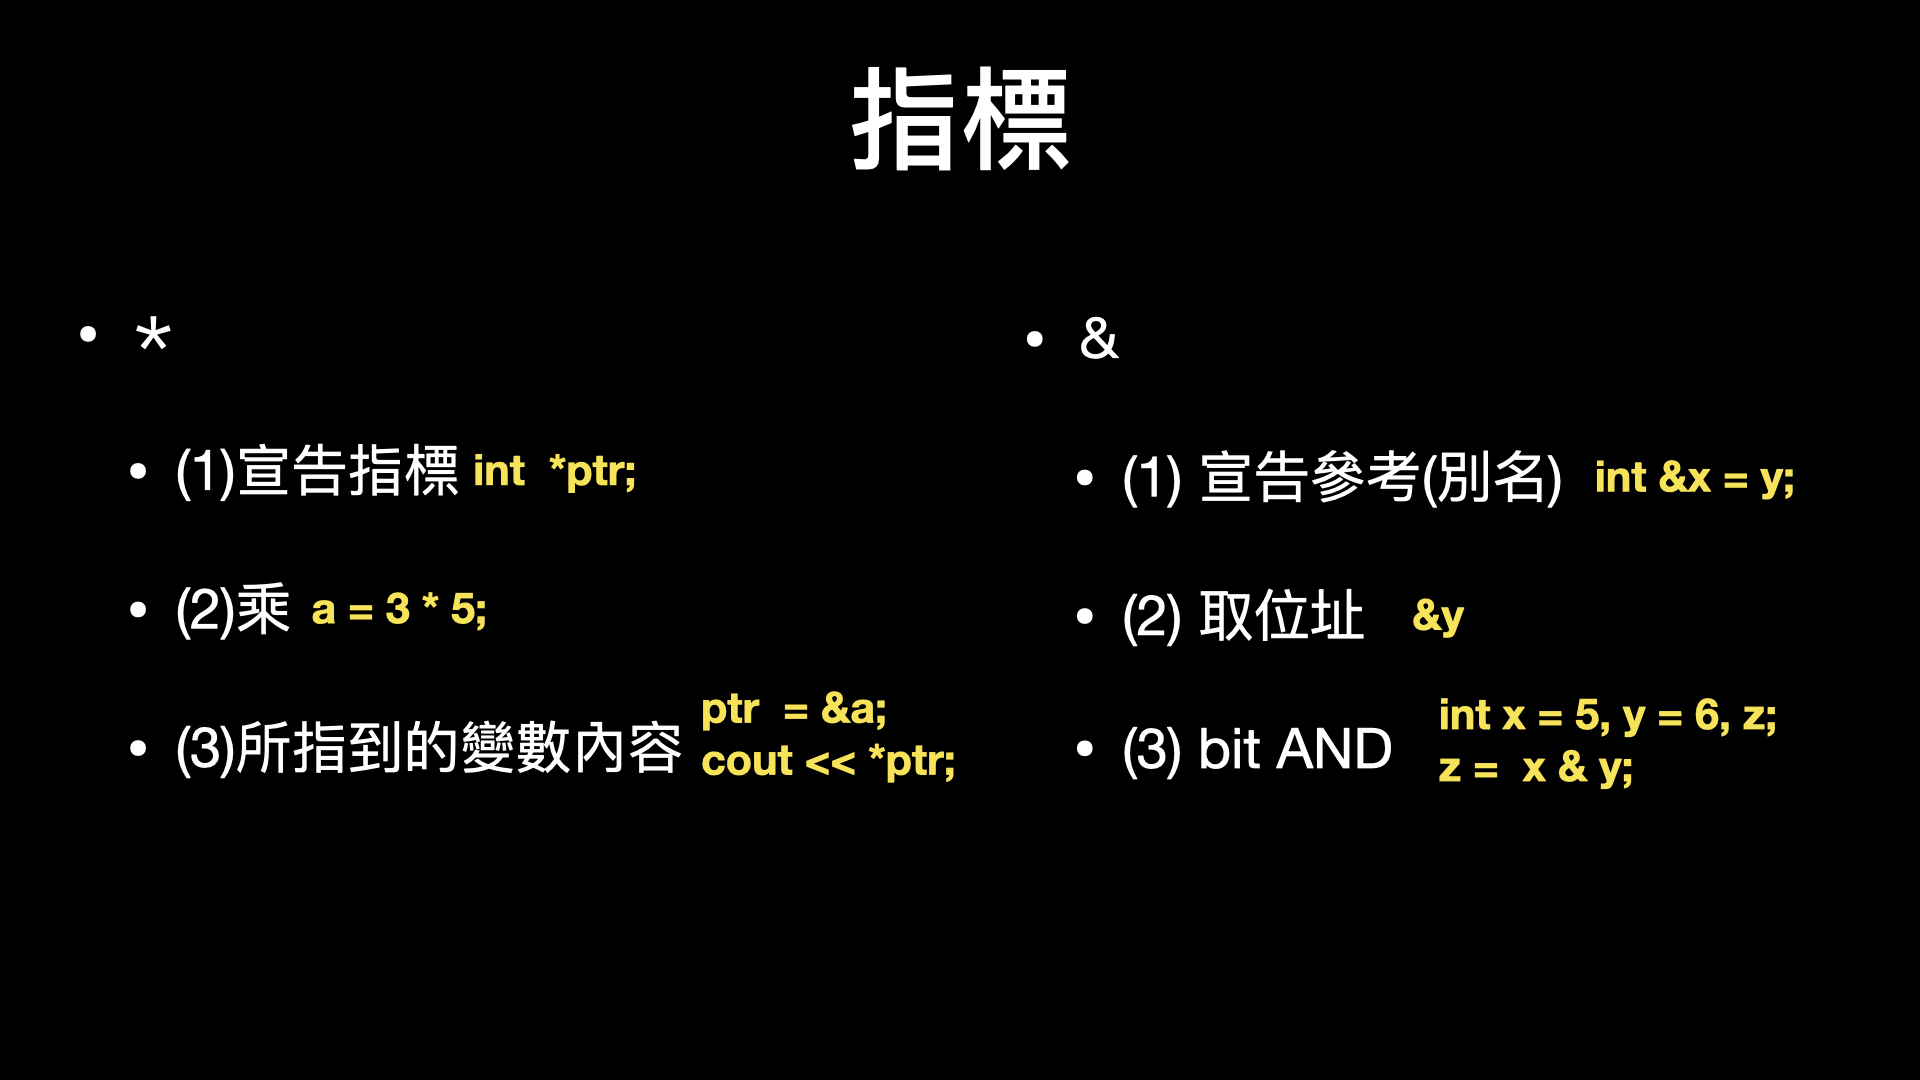 指標
• *
• (1)宣告指標 int *ptr;
• (2)乘 a = 3 * 5;
• (3)所指到的變數內容 ptr = &a;
cout << *ptr;
• &
• (1) 宣告參考(別名) int &x = y;
• (2) 取位址 &y
• (3) bit AND int x = 5, y = 6, z;
z = x & y;